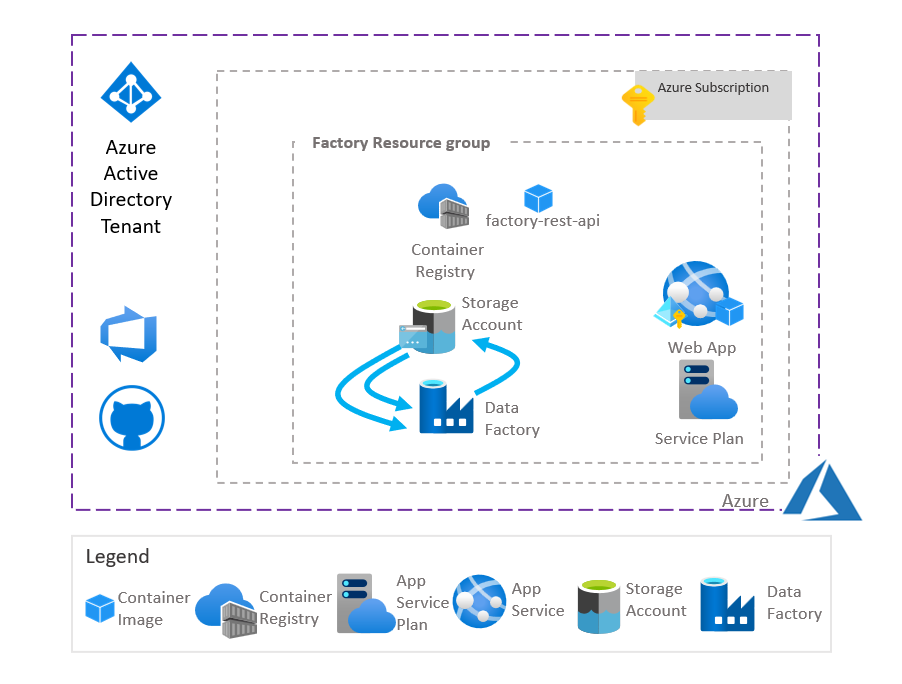 Azure Subscription
Factory Resource group
Azure
Active
Directory
Tenant
factory-rest-api
Container
Registry
Storage
Account
Web App
Data
Factory
Service Plan
Azure
Legend
Container
Image
Container
Registry
App
Service
Plan
App
Service
Storage
Account
Data
Factory